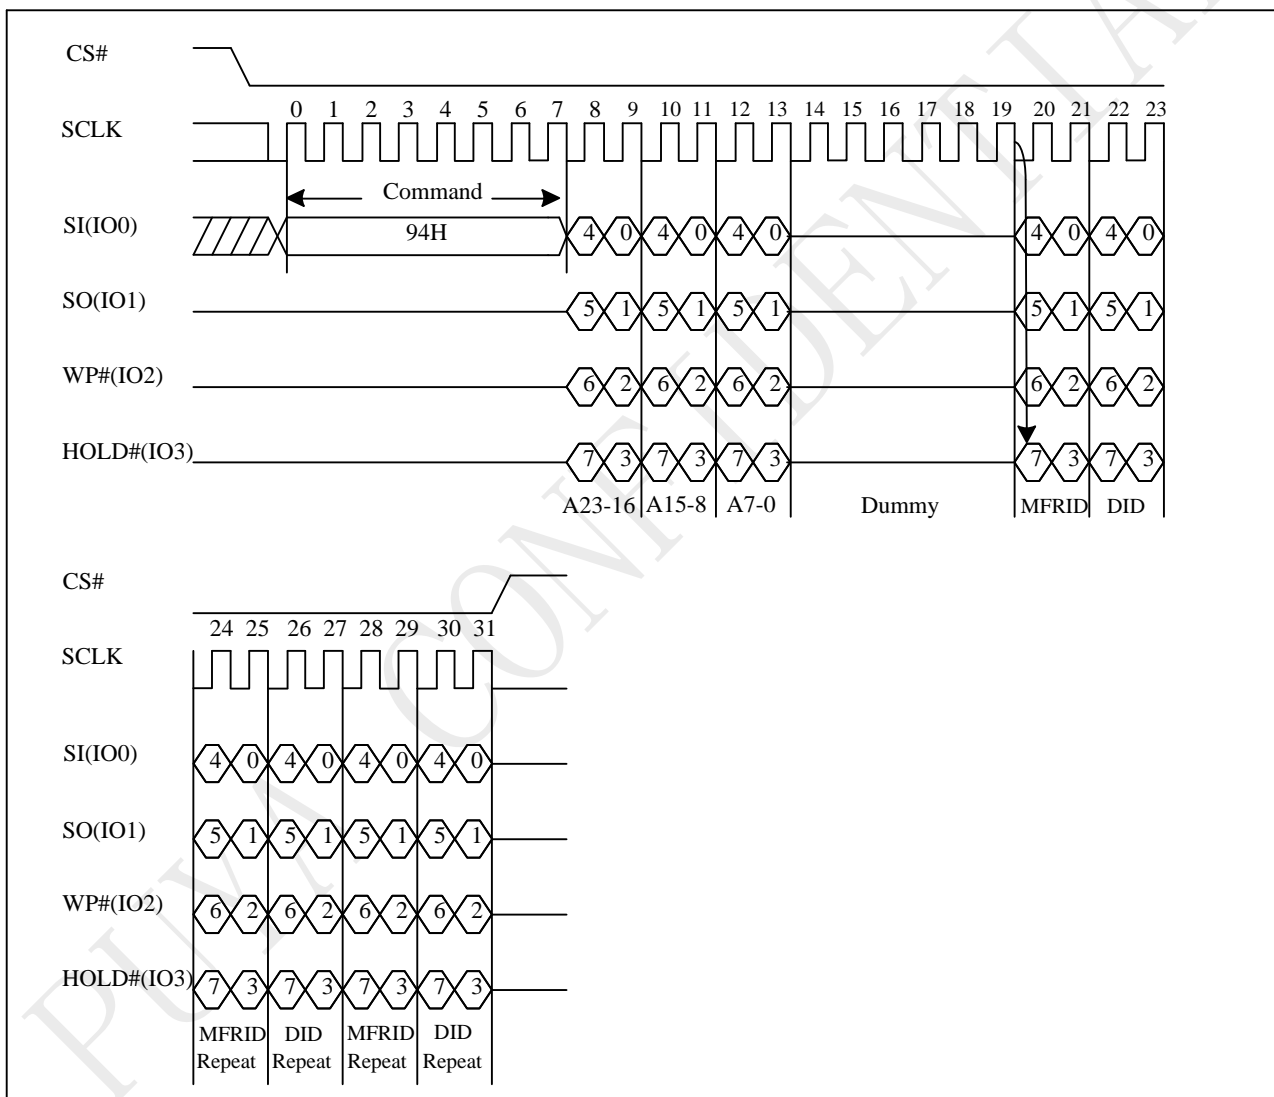 CS#
0 1 2 3 4 5 6 7 8 9 10 11 12 13 14 15 16 17 18 19 20 21 22 23
SCLK
Command
SI(IO0) 94H 4 0 4 0 4 0 4 0 4 0
SO(IO1) 5 1 5 1 5 1 5 1 5 1
WP#(IO2) 6 2 6 2 6 2 6 2 6 2
HOLD#(IO3) 7 3 7 3 7 3 7 3 7 3
A23-16 A15-8 A7-0 Dummy MFRID DID
CS#
24 25 26 27 28 29 30 31
SCLK
SI(IO0) 4 0 4 0 4 0 4 0
SO(IO1) 5 1 5 1 5 1 5 1
WP#(IO2) 6 2 6 2 6 2 6 2
HOLD#(IO3) 7 3 7 3 7 3 7 3
MFRID DID MFRID DID
Repeat Repeat Repeat Repeat
PUYA CONFIDENTIAL